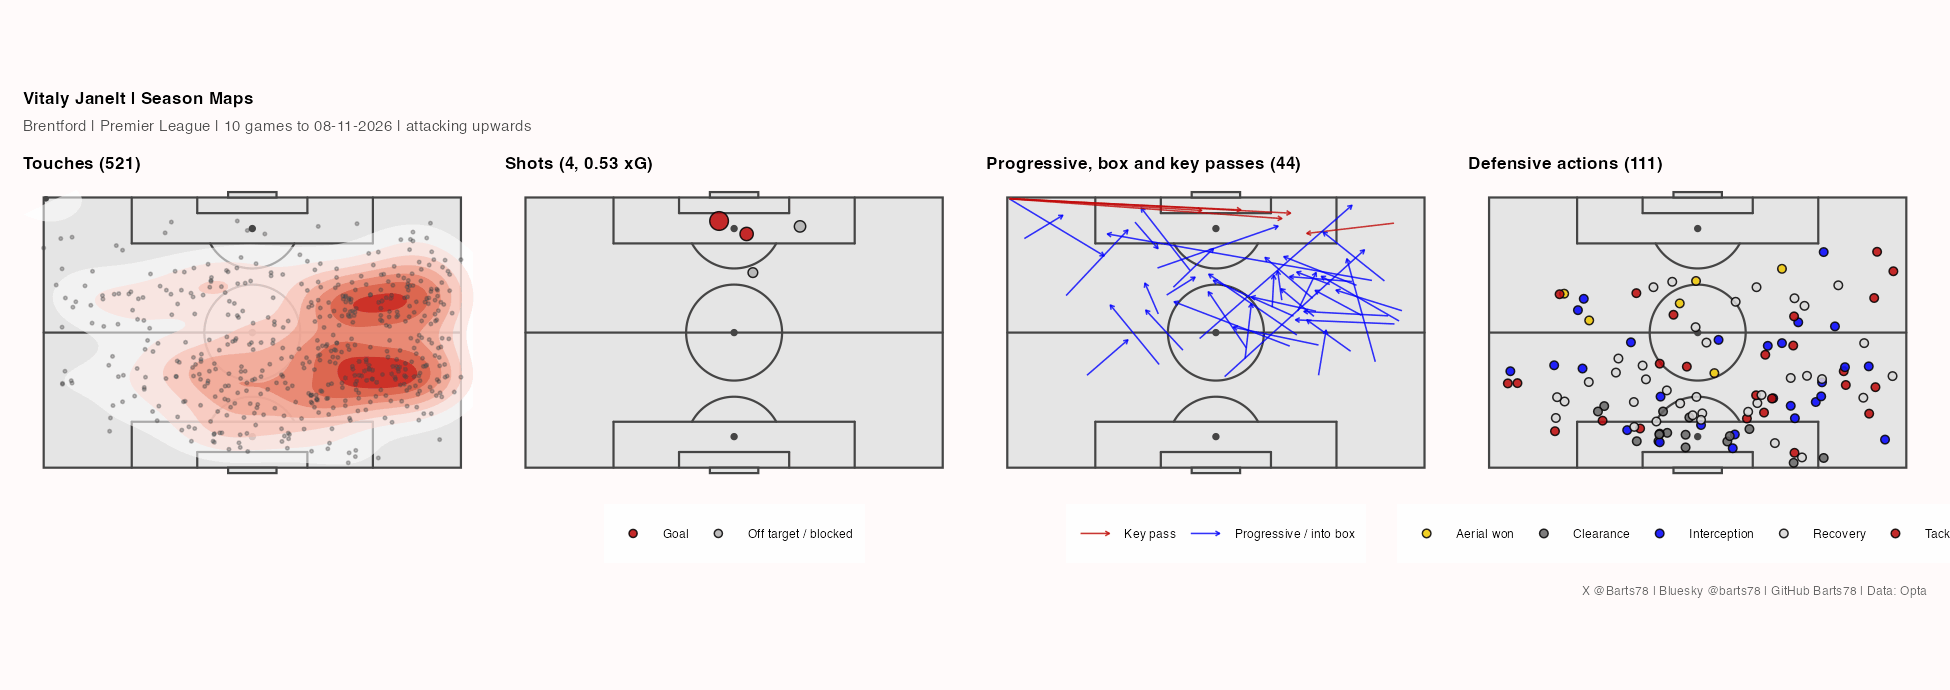 Vitaly Janelt | Season Maps
Brentford | Premier League | 10 games to 08-11-2026 | attacking upwards
Touches (521)
Shots (4, 0.53 xG)
Progressive, box and key passes (44)
Defensive actions (111)
Goal
Off target / blocked
Key pass
Progressive / into box
Aerial won
Clearance
Interception
Recovery
Tack
X @Barts78 | Bluesky @barts78 | GitHub Barts78 | Data: Opta